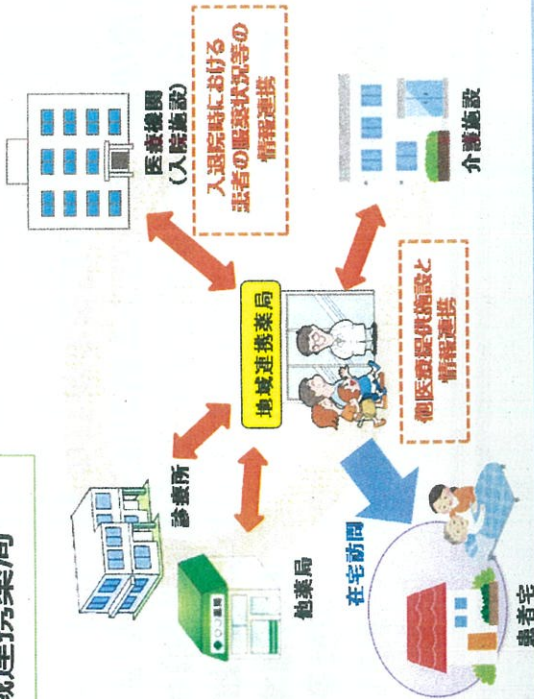 域連携薬局
医療機関
(入院施設)
入退院時における
患者の服薬状況等の
情報連携
診療所
地域連携薬局
介護施設
他薬局
他医療提供施設と
情報連携
在宅訪問
患者宅